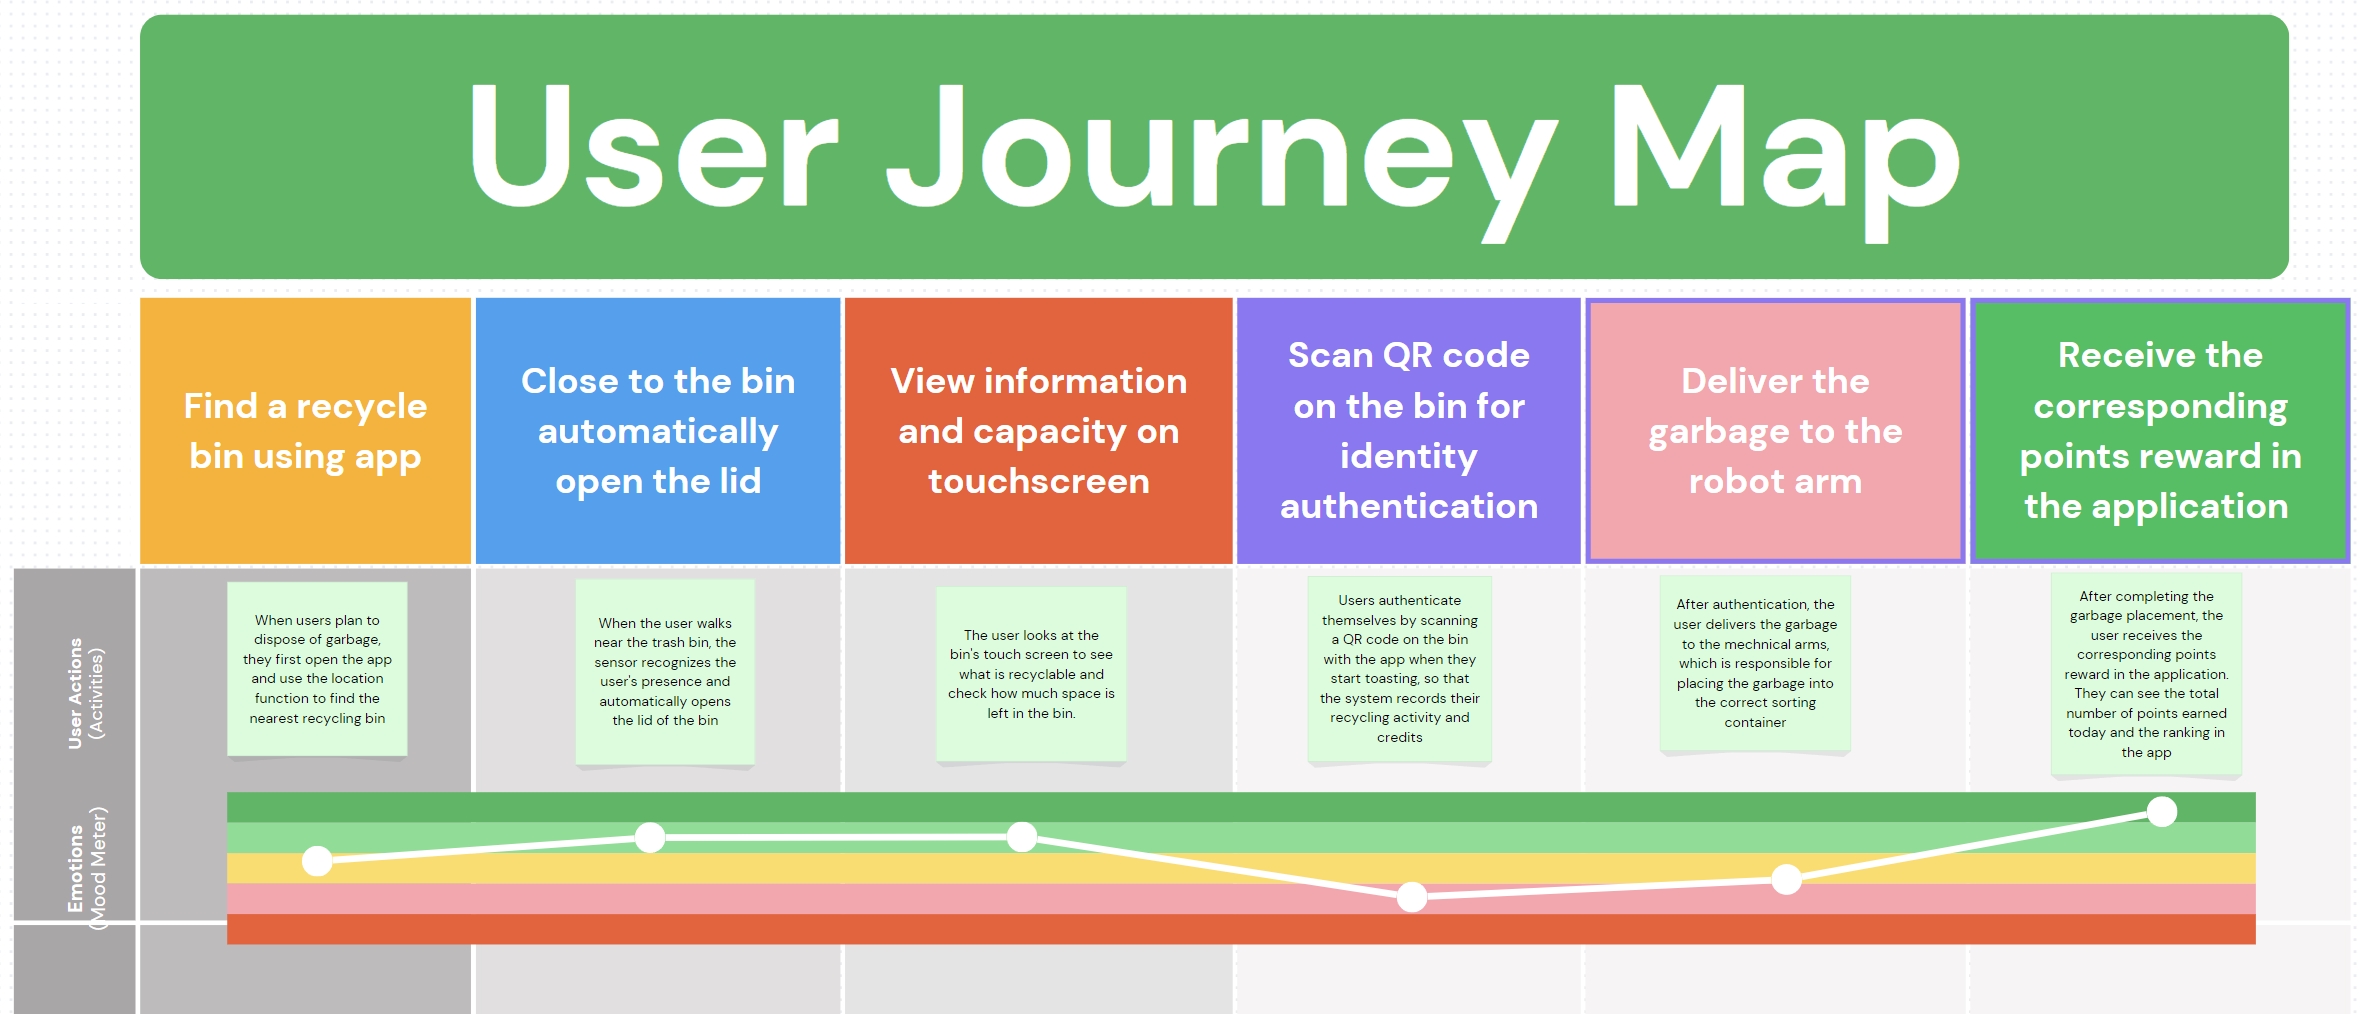 User Journey Map
Find a recycle
bin using app
Close to the bin
automatically
open the lid
View information
and capacity on
touchscreen
Scan QR code
on the bin for
identity
authentication
Deliver the
garbage to the
robot arm
Receive the
corresponding
points reward in
the application
User Actions
(Activities)
When users plan to
dispose of garbage,
they first open the app
and use the location
function to find the
nearest recycling bin
When the user walks
near the trash bin, the
sensor recognizes the
user's presence and
automatically opens
the lid of the bin
The user looks at the
bin's touch screen to see
what is recyclable and
check how much space is
left in the bin.
Users authenticate
themselves by scanning
a QR code on the bin
with the app when they
start toasting, so that
the system records their
recycling activity and
credits
After authentication, the
user delivers the garbage
to the mechnical arms,
which is responsible for
placing the garbage into
the correct sorting
container
After completing the
garbage placement, the
user receives the
corresponding points
reward in the application.
They can see the total
number of points earned
today and the ranking in
the app
Emotions
(Mood Meter)